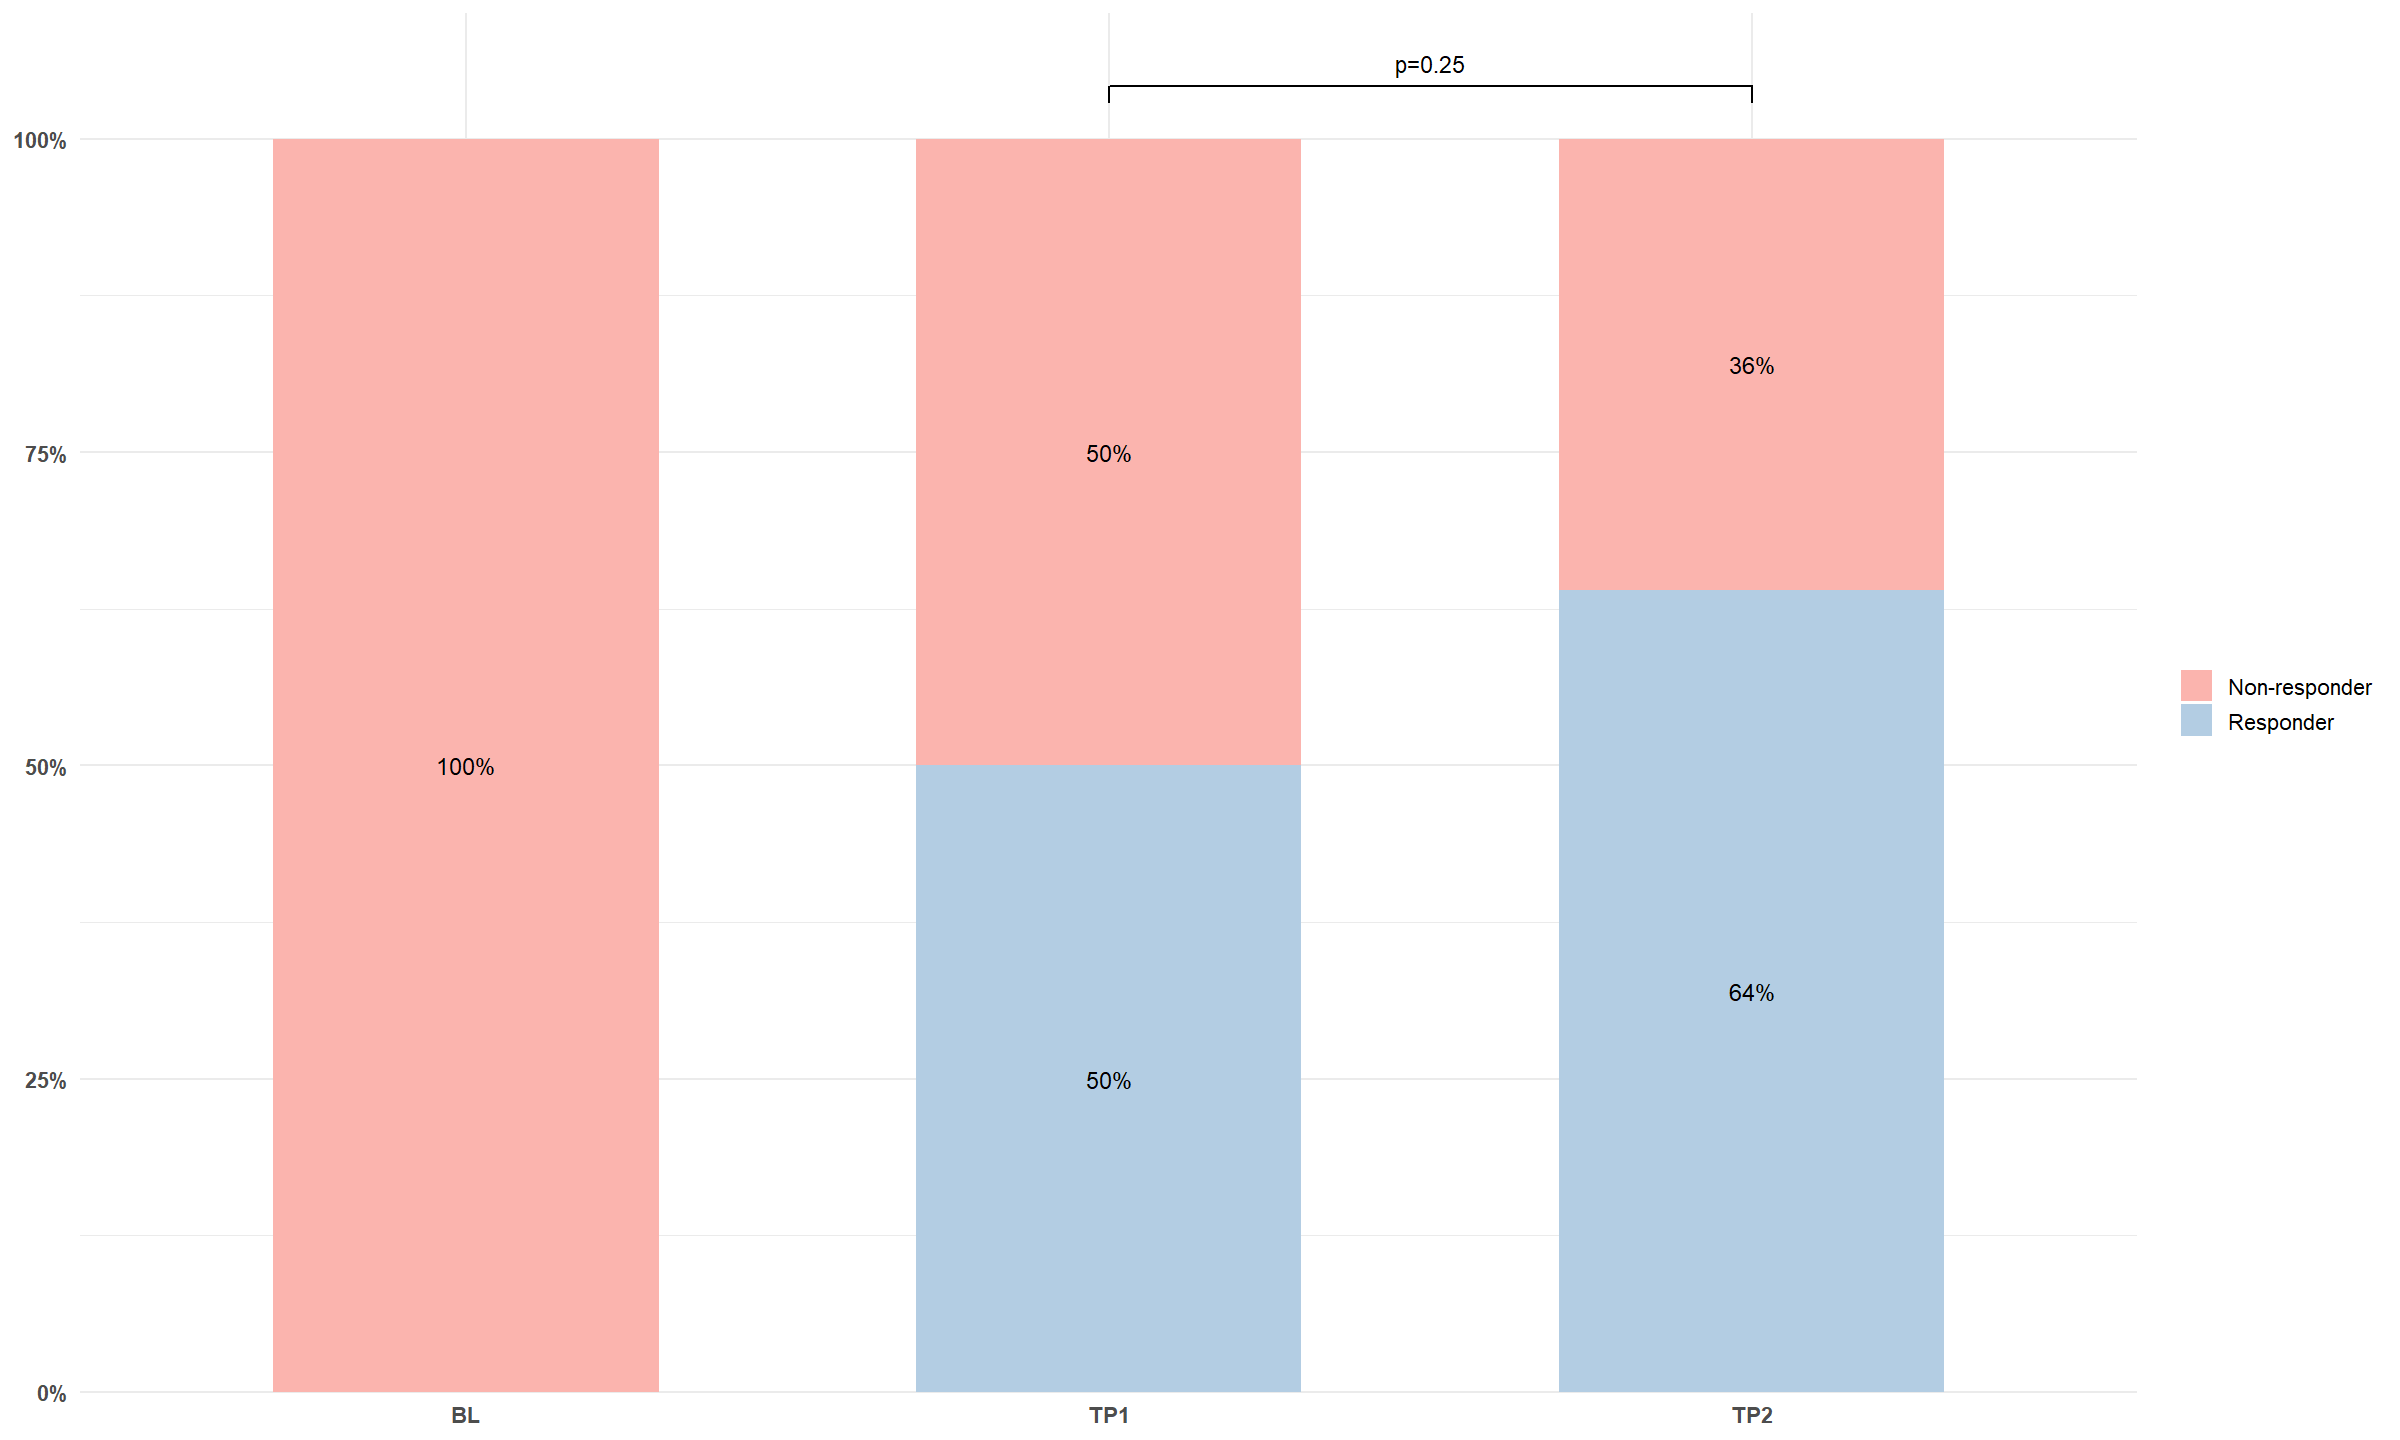 p=0.25
100%
75%
50%
25%
0%
100%
50%
50%
36%
64%
BL
TP1
TP2
Non-responder
Responder